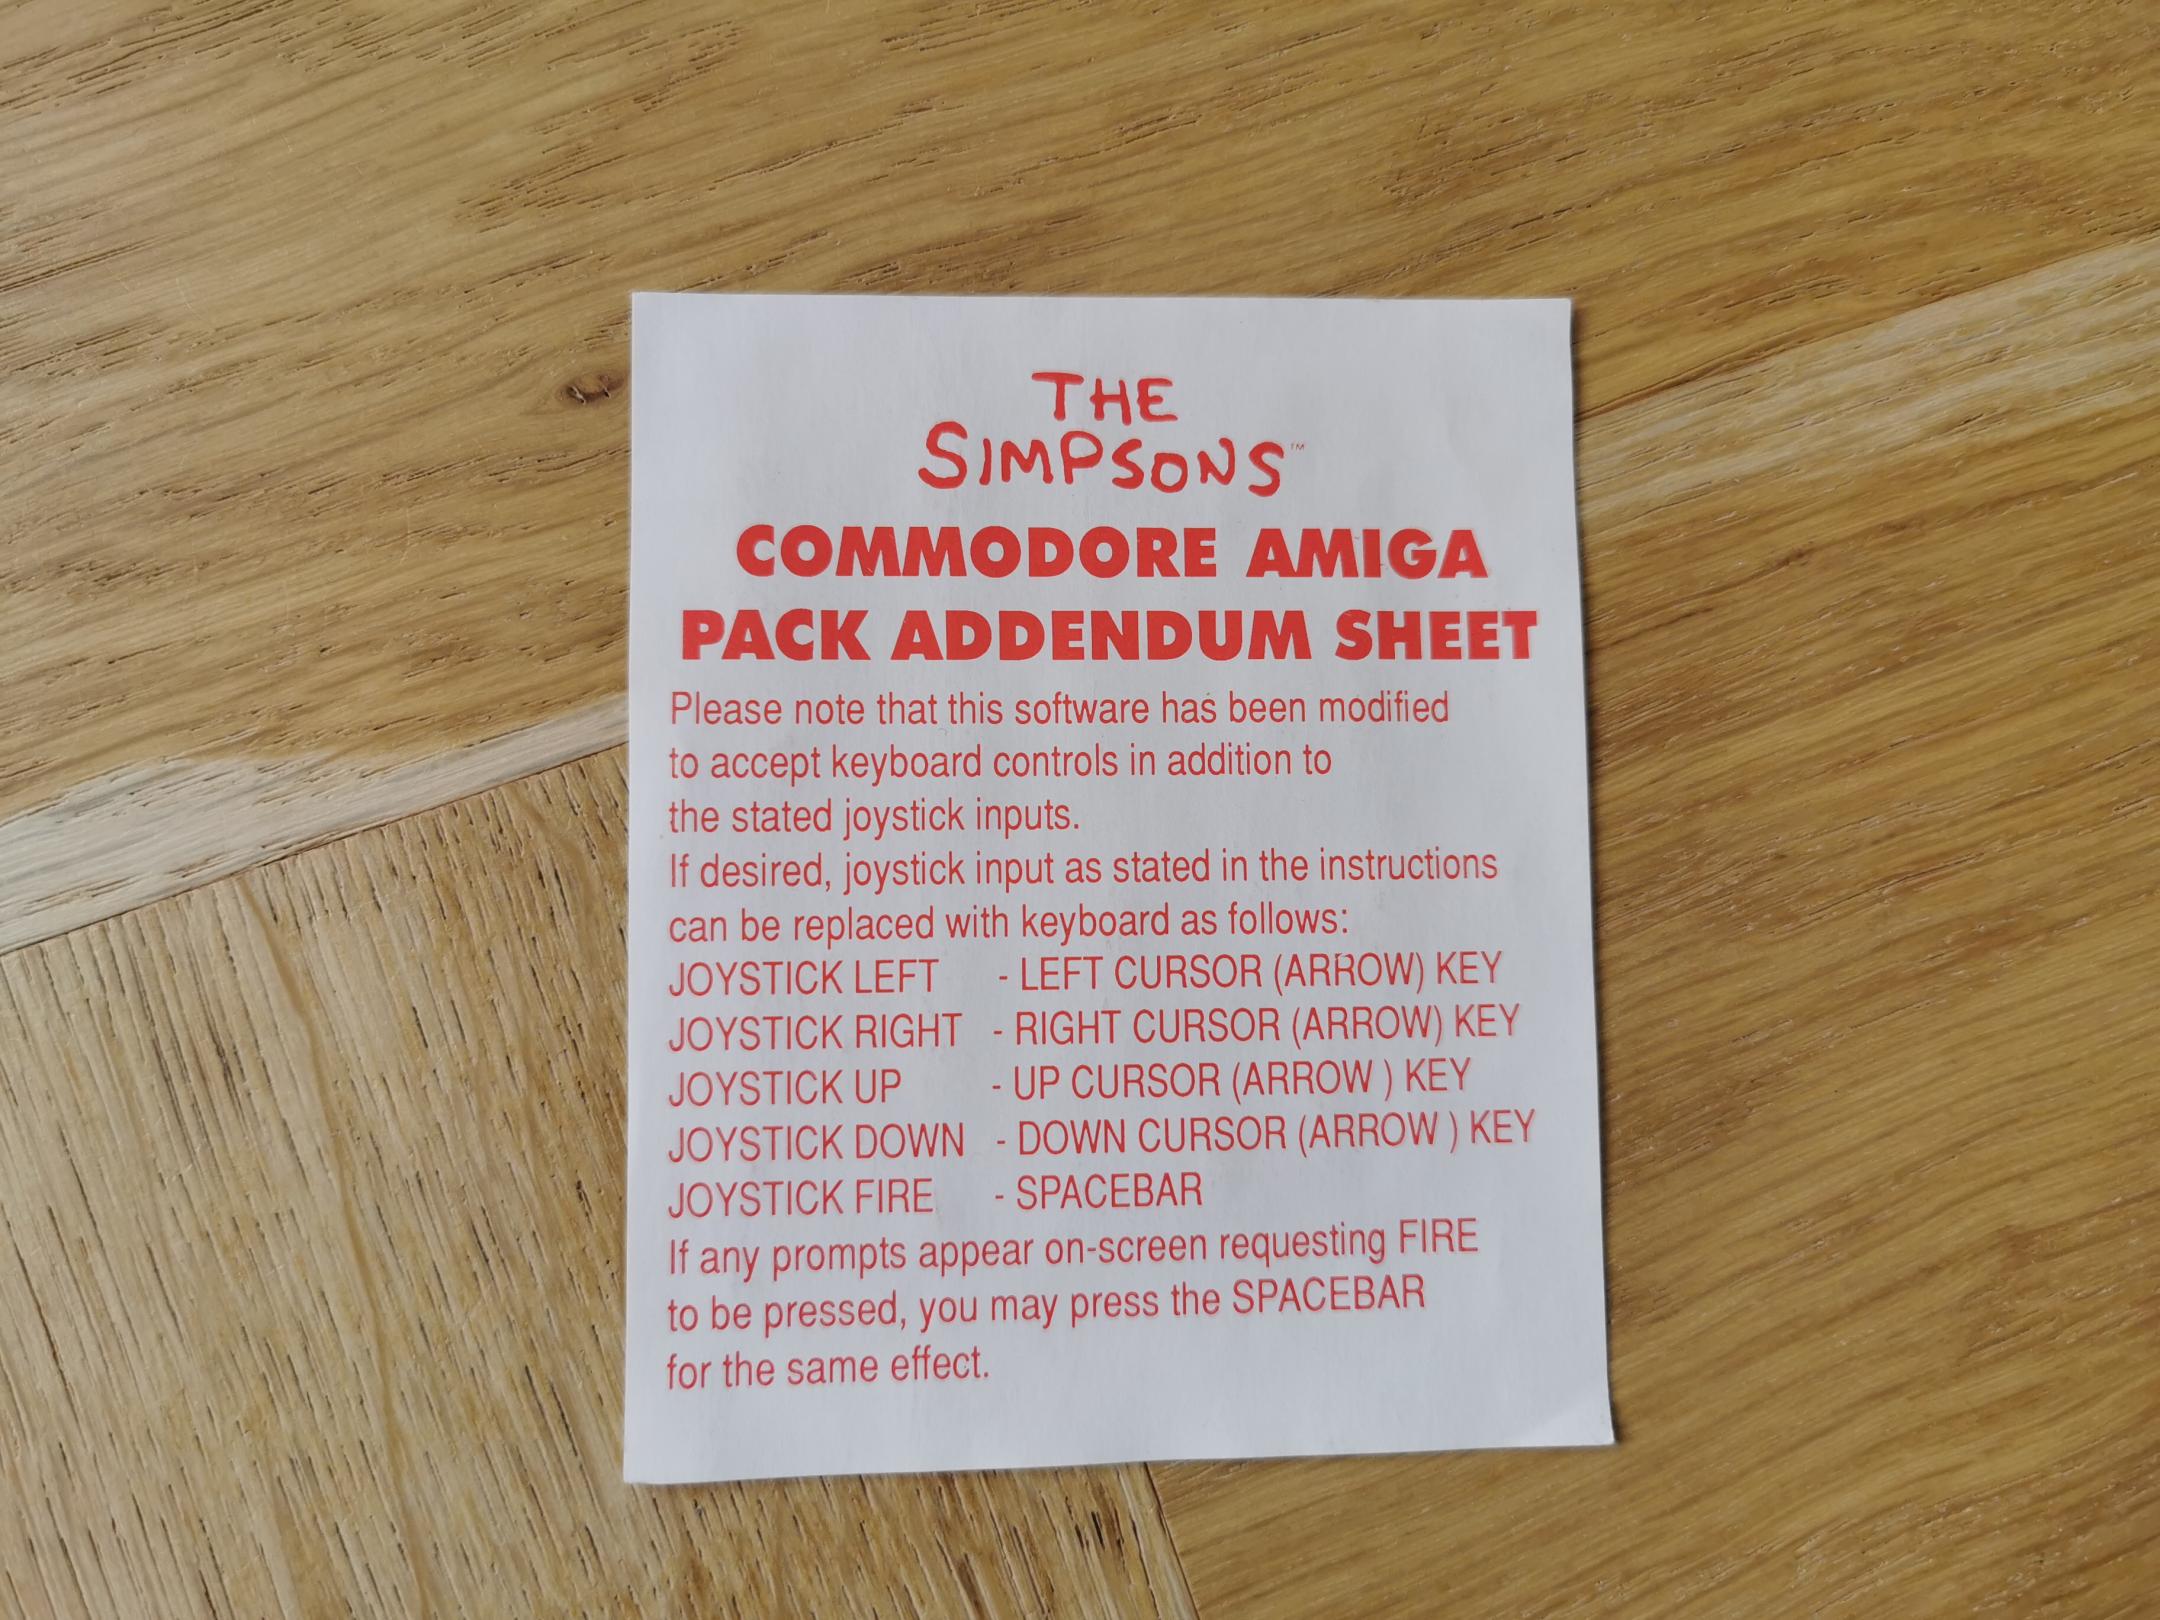 THE
SIMPSONS™
COMMODORE AMIGA
PACK ADDENDUM SHEET
Please note that this software has been modified
to accept keyboard controls in addition to
the stated joystick inputs.
If desired, joystick input as stated in the instructions
can be replaced with keyboard as follows:
JOYSTICK LEFT - LEFT CURSOR (ARROW) KEY
JOYSTICK RIGHT - RIGHT CURSOR (ARROW) KEY
JOYSTICK UP - UP CURSOR (ARROW ) KEY
JOYSTICK DOWN - DOWN CURSOR (ARROW ) KEY
JOYSTICK FIRE - SPACEBAR
If any prompts appear on-screen requesting FIRE
to be pressed, you may press the SPACEBAR
for the same effect.